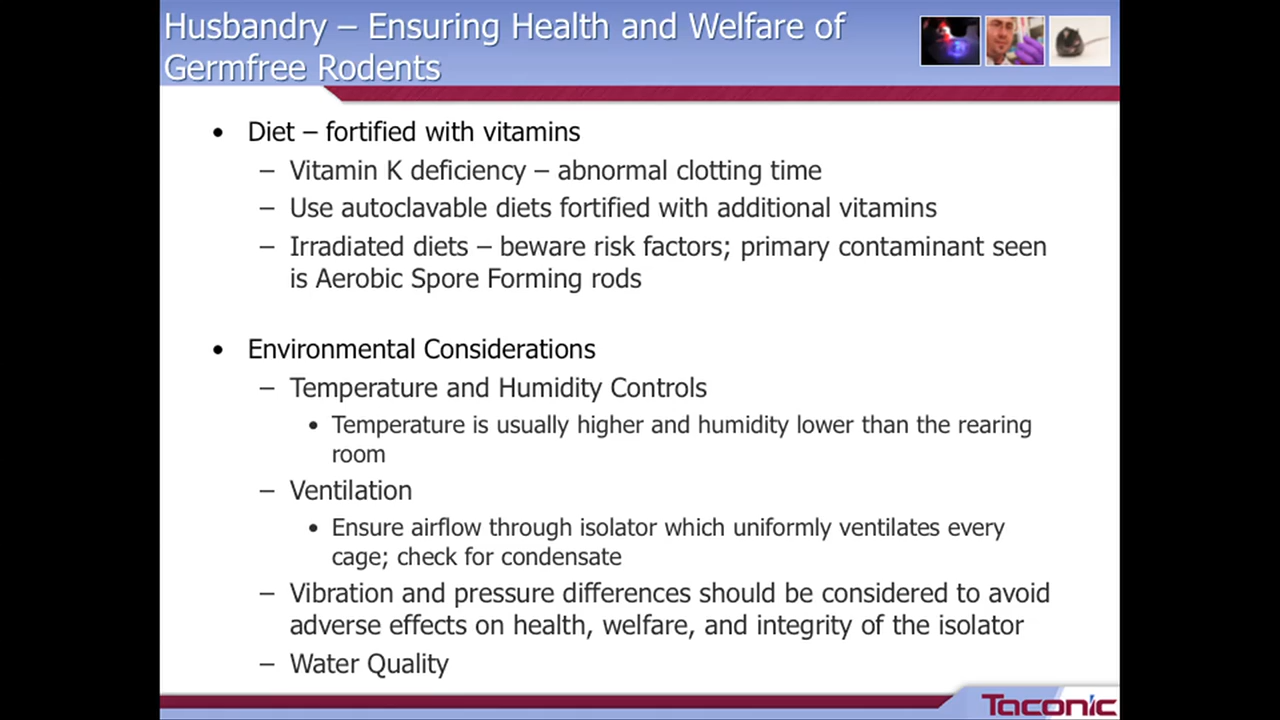 Husbandry – Ensuring Health and Welfare of
Germfree Rodents
• Diet – fortified with vitamins
– Vitamin K deficiency – abnormal clotting time
– Use autoclavable diets fortified with additional vitamins
– Irradiated diets – beware risk factors; primary contaminant seen
is Aerobic Spore Forming rods
• Environmental Considerations
– Temperature and Humidity Controls
• Temperature is usually higher and humidity lower than the rearing
room
– Ventilation
• Ensure airflow through isolator which uniformly ventilates every
cage; check for condensate
– Vibration and pressure differences should be considered to avoid
adverse effects on health, welfare, and integrity of the isolator
– Water Quality
Taconic